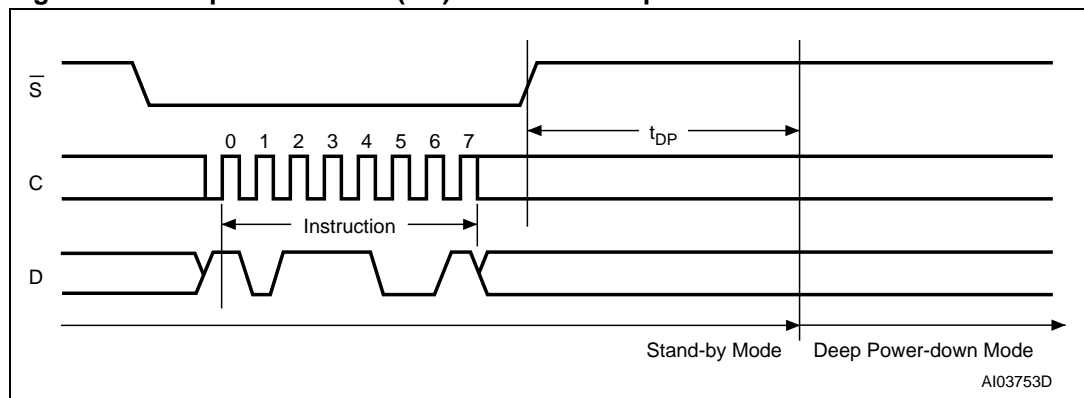 S
tDP
0 1 2 3 4 5 6 7
C
Instruction
D
Stand-by Mode Deep Power-down Mode
AI03753D